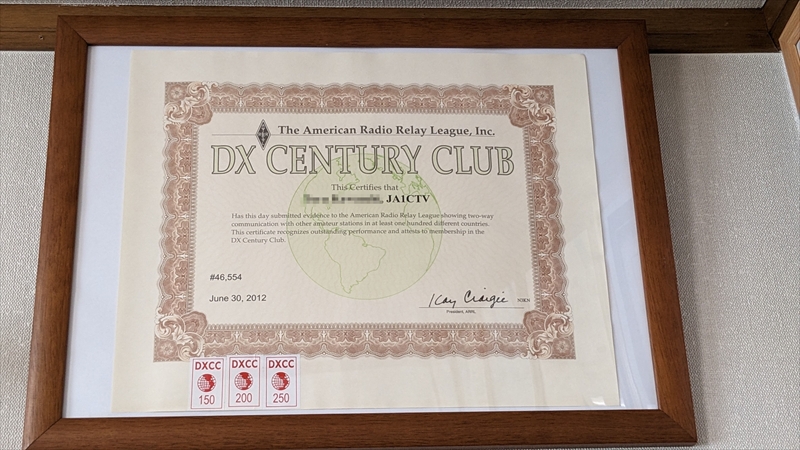 The American Radio Relay League, Inc.
DX CENTURY CLUB
This Certifies that
JA1CTV
Has this day submitted evidence to the American Radio Relay League showing two-way
communication with other amateur stations in at least one hundred different countries.
This certificate recognizes outstanding performance and attests to membership in the
DX Century Club.
#46,554
June 30, 2012
Kay Craigie
President, ARRL
DXCC
150
DXCC
200
DXCC
250